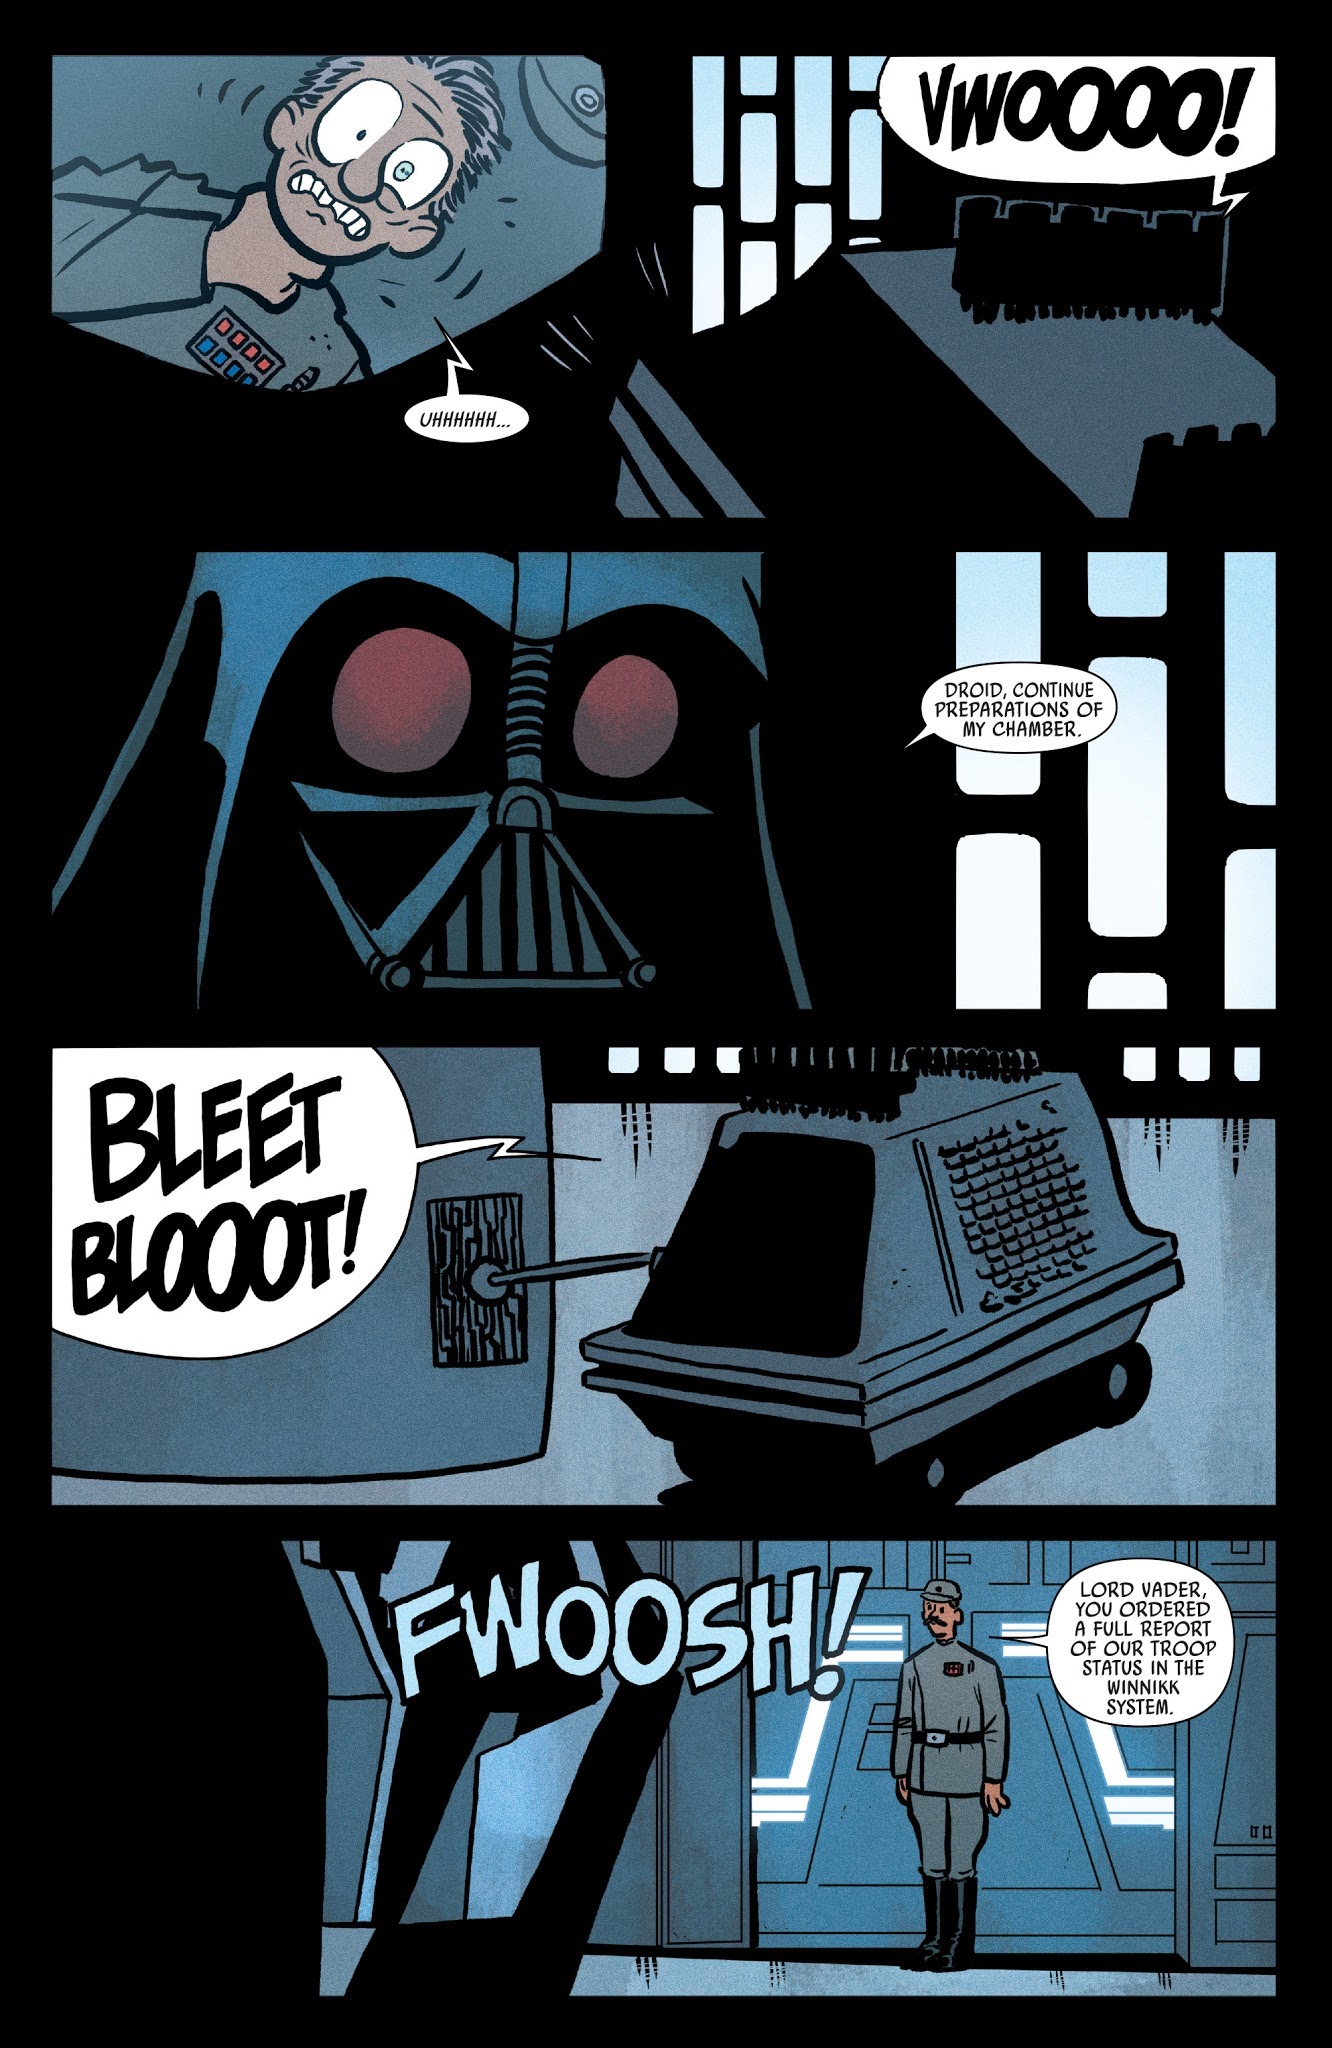 VWOOOO!
UHHHHHH...
DROID, CONTINUE
PREPARATIONS OF
MY CHAMBER.
BLEET
BLOOOT!
FWOOSH!
LORD VADER,
YOU ORDERED
A FULL REPORT
OF OUR TROOP
STATUS IN THE
WINNIKK
SYSTEM.